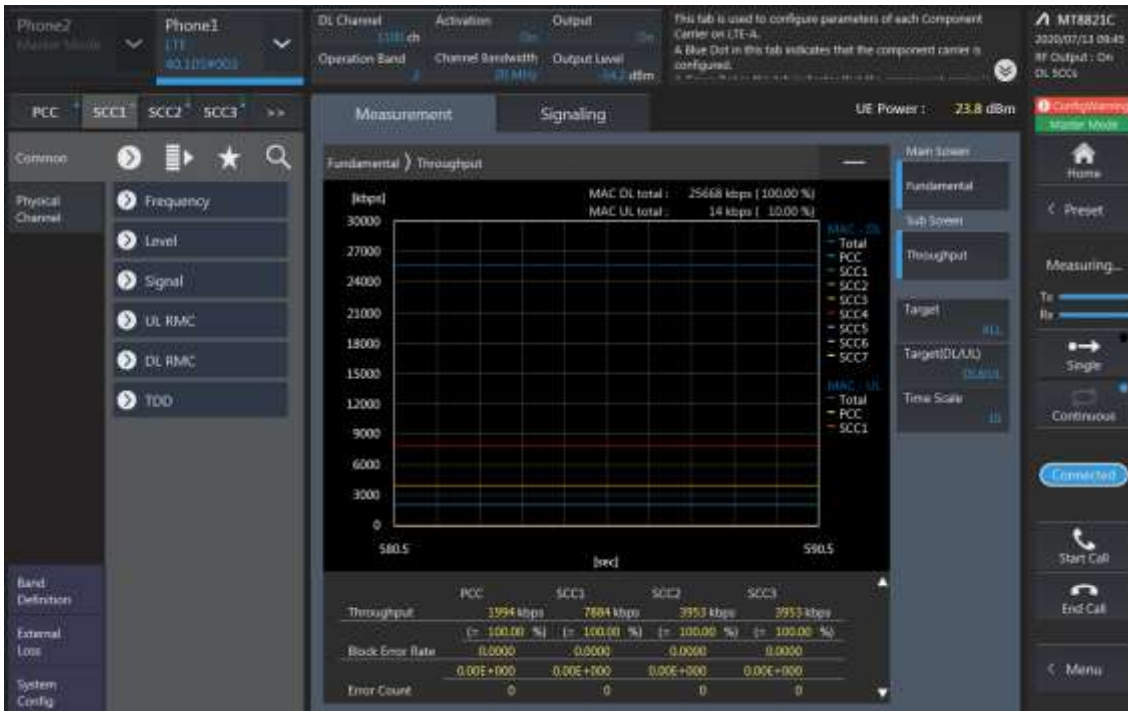 Phone2
Phone1
LTE
DL Channel
ch
Activation
On
Output
On
Operation Band
2
Channel Bandwidth
20 MHz
Output Level
dBm
This tab is used to configure parameters of each Component
Carrier on LTE-A.
A Blue Dot in this tab indicates that the component carrier is
configured.
MT8821C
2020/07/13 09:45
RF Output : On
DL SCCs
PCC
SCC1
SCC2
SCC3
>>
Measurement
Signaling
UE Power : 23.8 dBm
ConfigWarning
Master Mode
Common
Physical
Channel
Frequency
Level
Signal
UL RMC
DL RMC
TDD
Band
Definition
External
Loss
System
Config
Fundamental
Throughput
[kbps]
MAC DL total : 25668 kbps ( 100.00 %)
MAC UL total : 14 kbps ( 10.00 %)
30000
27000
24000
21000
18000
15000
12000
9000
6000
3000
0
580.5
590.5
[sec]
MAC - DL
Total
PCC
SCC1
SCC2
SCC3
SCC4
SCC5
SCC6
SCC7
MAC - UL
Total
PCC
SCC1
PCC SCC1 SCC2 SCC3
Throughput 1994 kbps 7884 kbps 3953 kbps 3953 kbps
(= 100.00 %) (= 100.00 %) (= 100.00 %) (= 100.00 %)
Block Error Rate 0.0000 0.0000 0.0000 0.0000
0.00E+000 0.00E+000 0.00E+000 0.00E+000
Error Count 0 0 0 0
Main Screen
Fundamental
Sub Screen
Throughput
Target
ALL
Target(DL/UL)
DL&UL
Time Scale
10
Home
< Preset
Measuring...
Tx
Rx
Single
Continuous
Connected
Start Call
End Call
< Menu